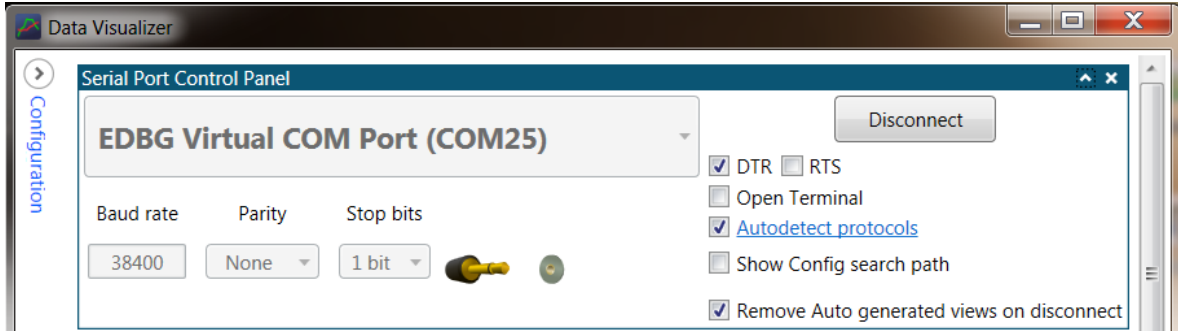 Data Visualizer
Configuration
Serial Port Control Panel
EDBG Virtual COM Port (COM25)
Disconnect
DTR RTS
Open Terminal
Autodetect protocols
Show Config search path
Remove Auto generated views on disconnect
Baud rate Parity Stop bits
38400 None 1 bit